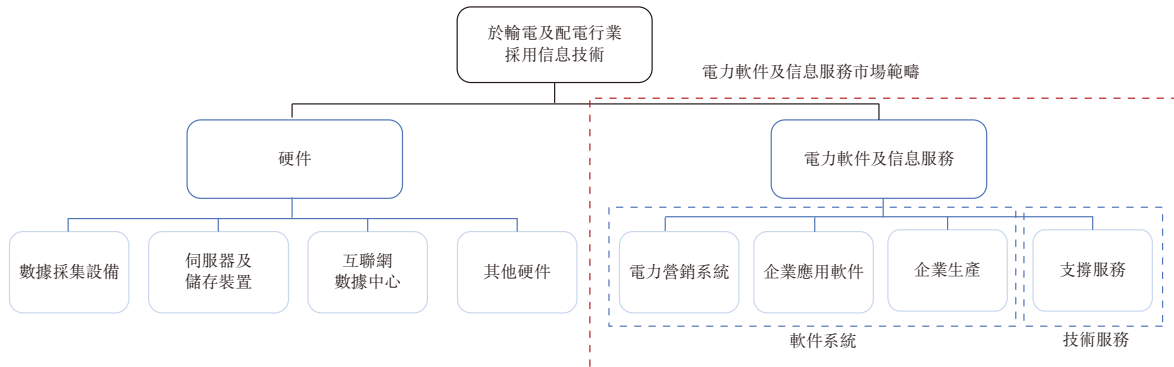 於輸電及配電行業
採用信息技術
電力軟件及信息服務市場範疇
硬件
電力軟件及信息服務
數據採集設備
伺服器及
儲存裝置
互聯網
數據中心
其他硬件
電力營銷系統
企業應用軟件
企業生產
支撐服務
軟件系統
技術服務